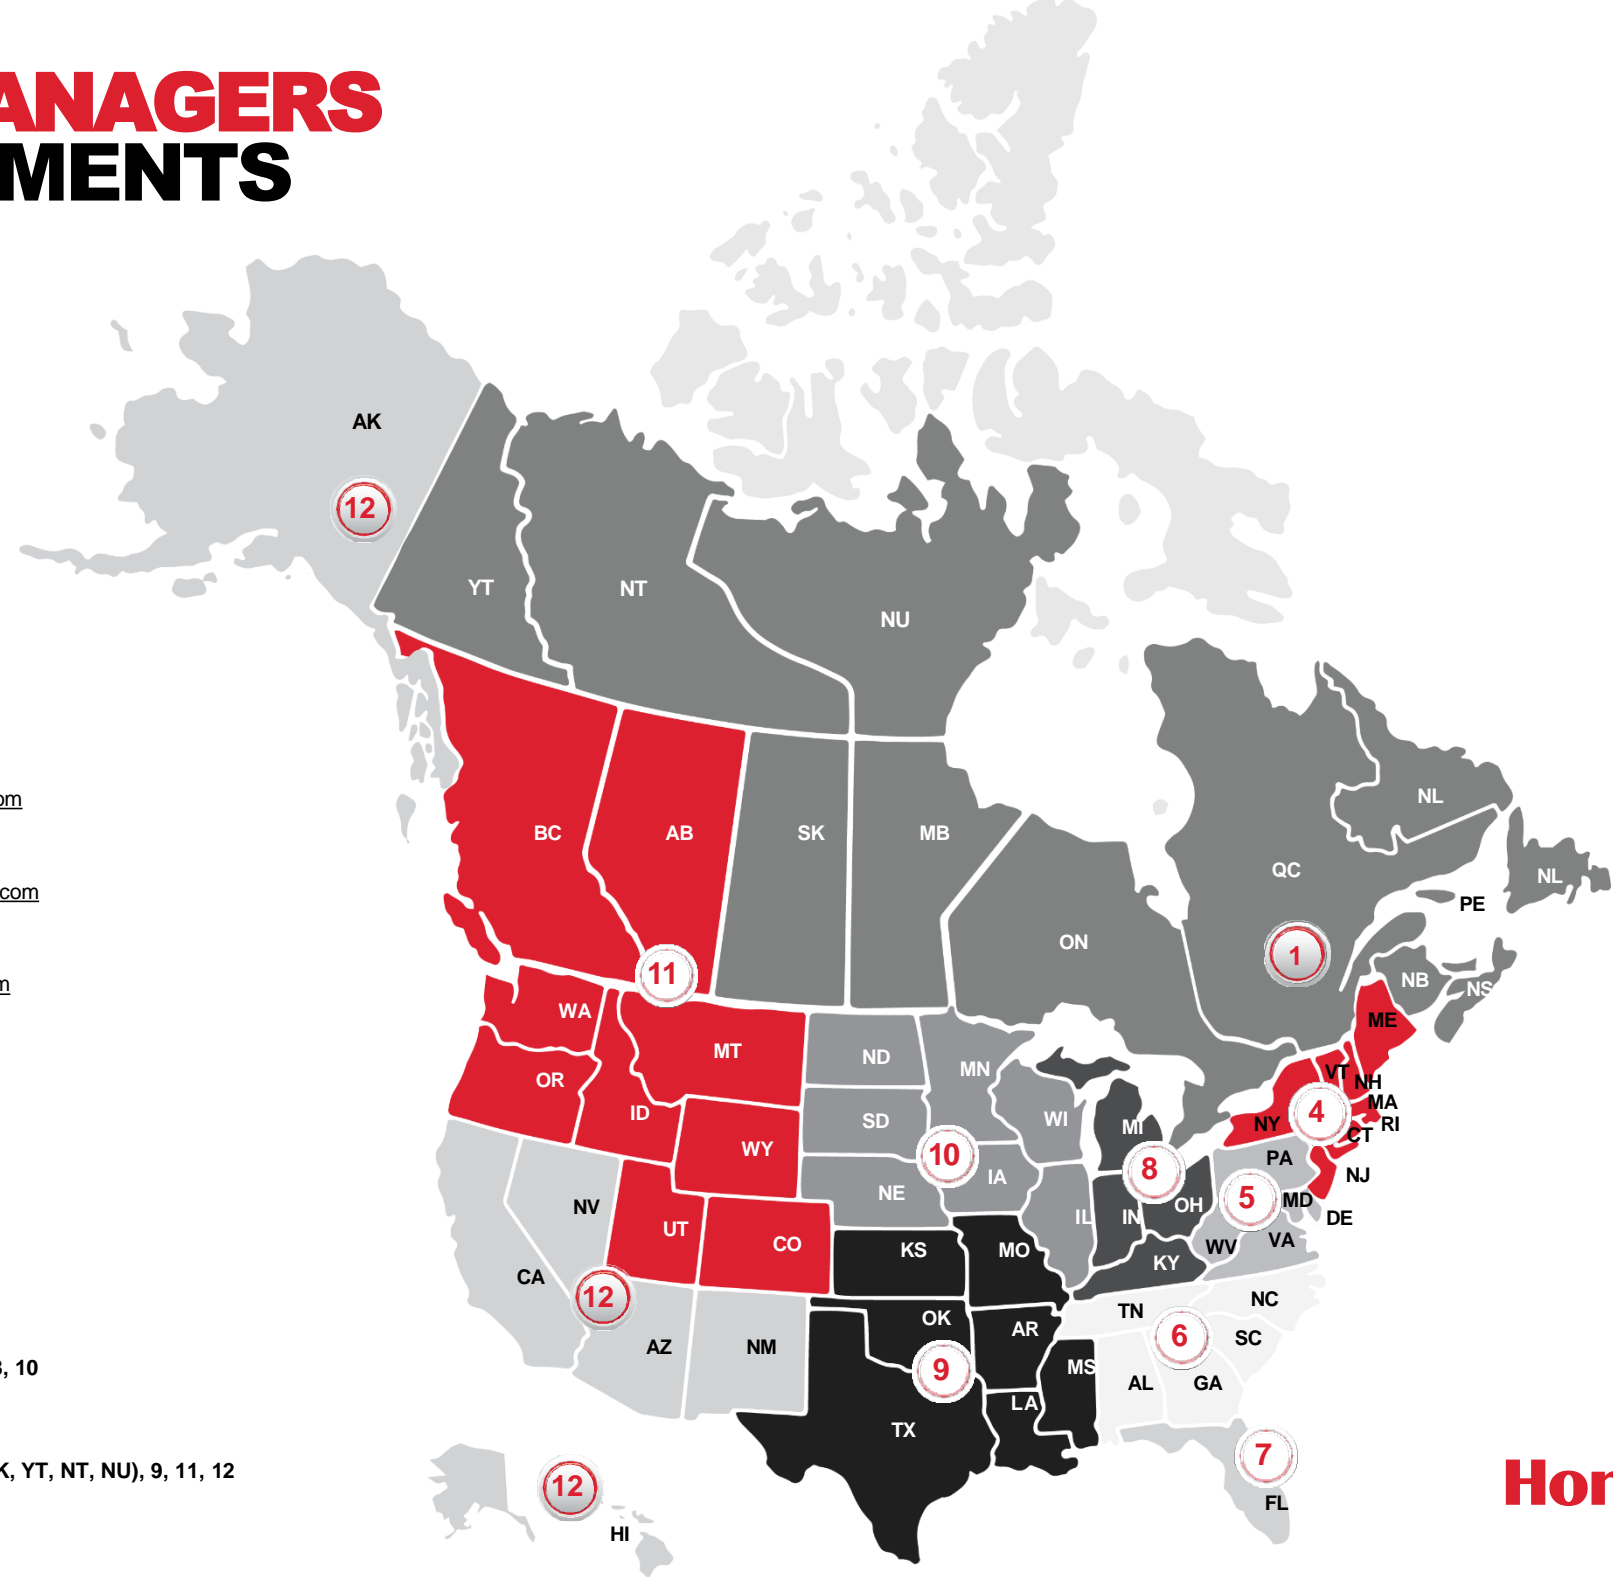 ANAGERS
MENTS
AK
12
YT
NT
NU
om
BC
AB
SK
MB
NL
com
QC
NL
PE
ON
m
11
1
NB
NS
WA
ME
MT
ND
MN
OR
VT
NH
ID
MA
4
SD
WI
MI
NY
RI
CT
WY
10
8
PA
NV
NE
IA
5
MD
NJ
OH
DE
UT
IL
IN
CO
KS
MO
WV
VA
KY
CA
12
TN
NC
OK
AR
6
SC
AZ
NM
9
MS
AL
GA
, 10
LA
TX
7
K, YT, NT, NU), 9, 11, 12
12
FL
HI
Hon